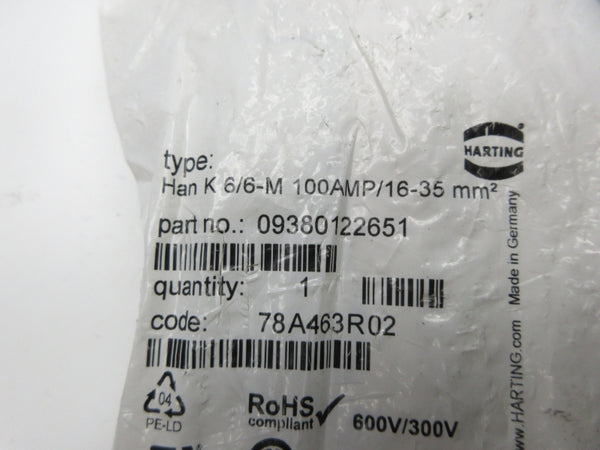 HARTING
type:
Han K 6/6-M 100AMP/16-35 mm²
part no.: 09380122651
quantity: 1
code: 78A463R02
04
PE-LD
RoHS
compliant
600V/300V
www.HARTING.com Made in Germany